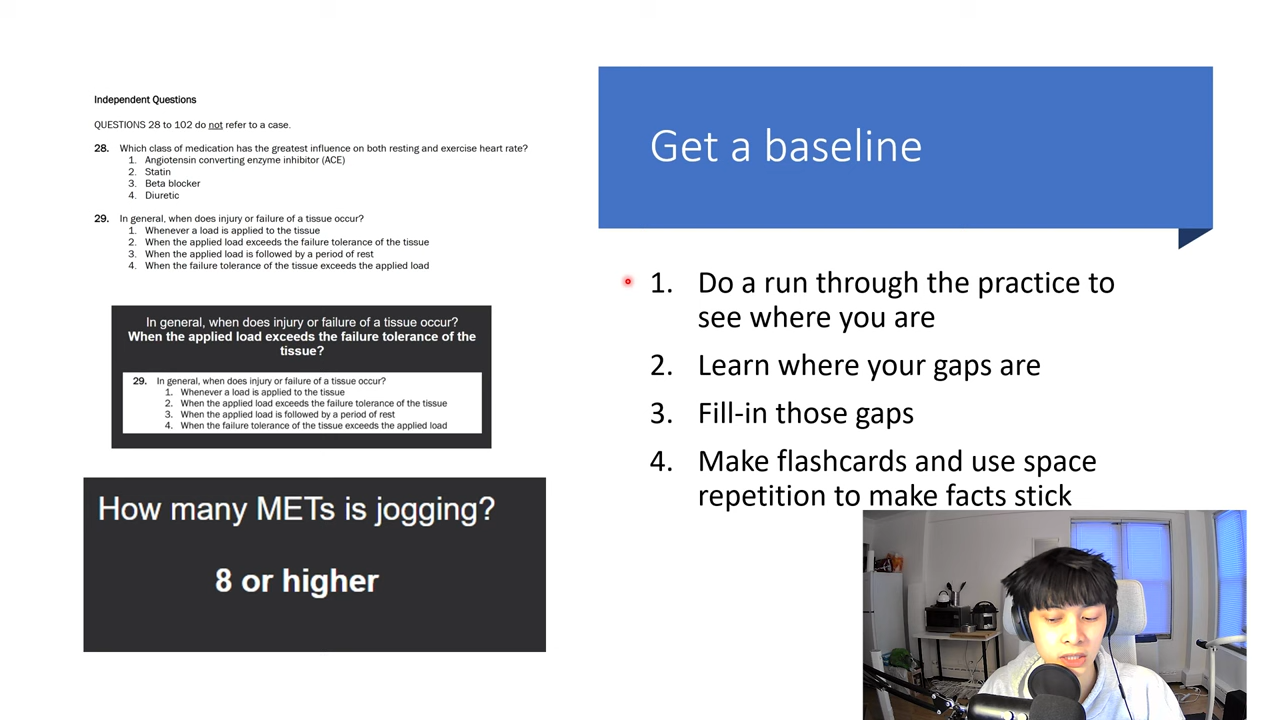 Independent Questions
QUESTIONS 28 to 102 do not refer to a case.
28. Which class of medication has the greatest influence on both resting and exercise heart rate?
1. Angiotensin converting enzyme inhibitor (ACE)
2. Statin
3. Beta blocker
4. Diuretic
29. In general, when does injury or failure of a tissue occur?
1. Whenever a load is applied to the tissue
2. When the applied load exceeds the failure tolerance of the tissue
3. When the applied load is followed by a period of rest
4. When the failure tolerance of the tissue exceeds the applied load
In general, when does injury or failure of a tissue occur?
When the applied load exceeds the failure tolerance of the
tissue?
29. In general, when does injury or failure of a tissue occur?
1. Whenever a load is applied to the tissue
2. When the applied load exceeds the failure tolerance of the tissue
3. When the applied load is followed by a period of rest
4. When the failure tolerance of the tissue exceeds the applied load
How many METs is jogging?
8 or higher
Get a baseline
1. Do a run through the practice to
see where you are
2. Learn where your gaps are
3. Fill-in those gaps
4. Make flashcards and use space
repetition to make facts stick